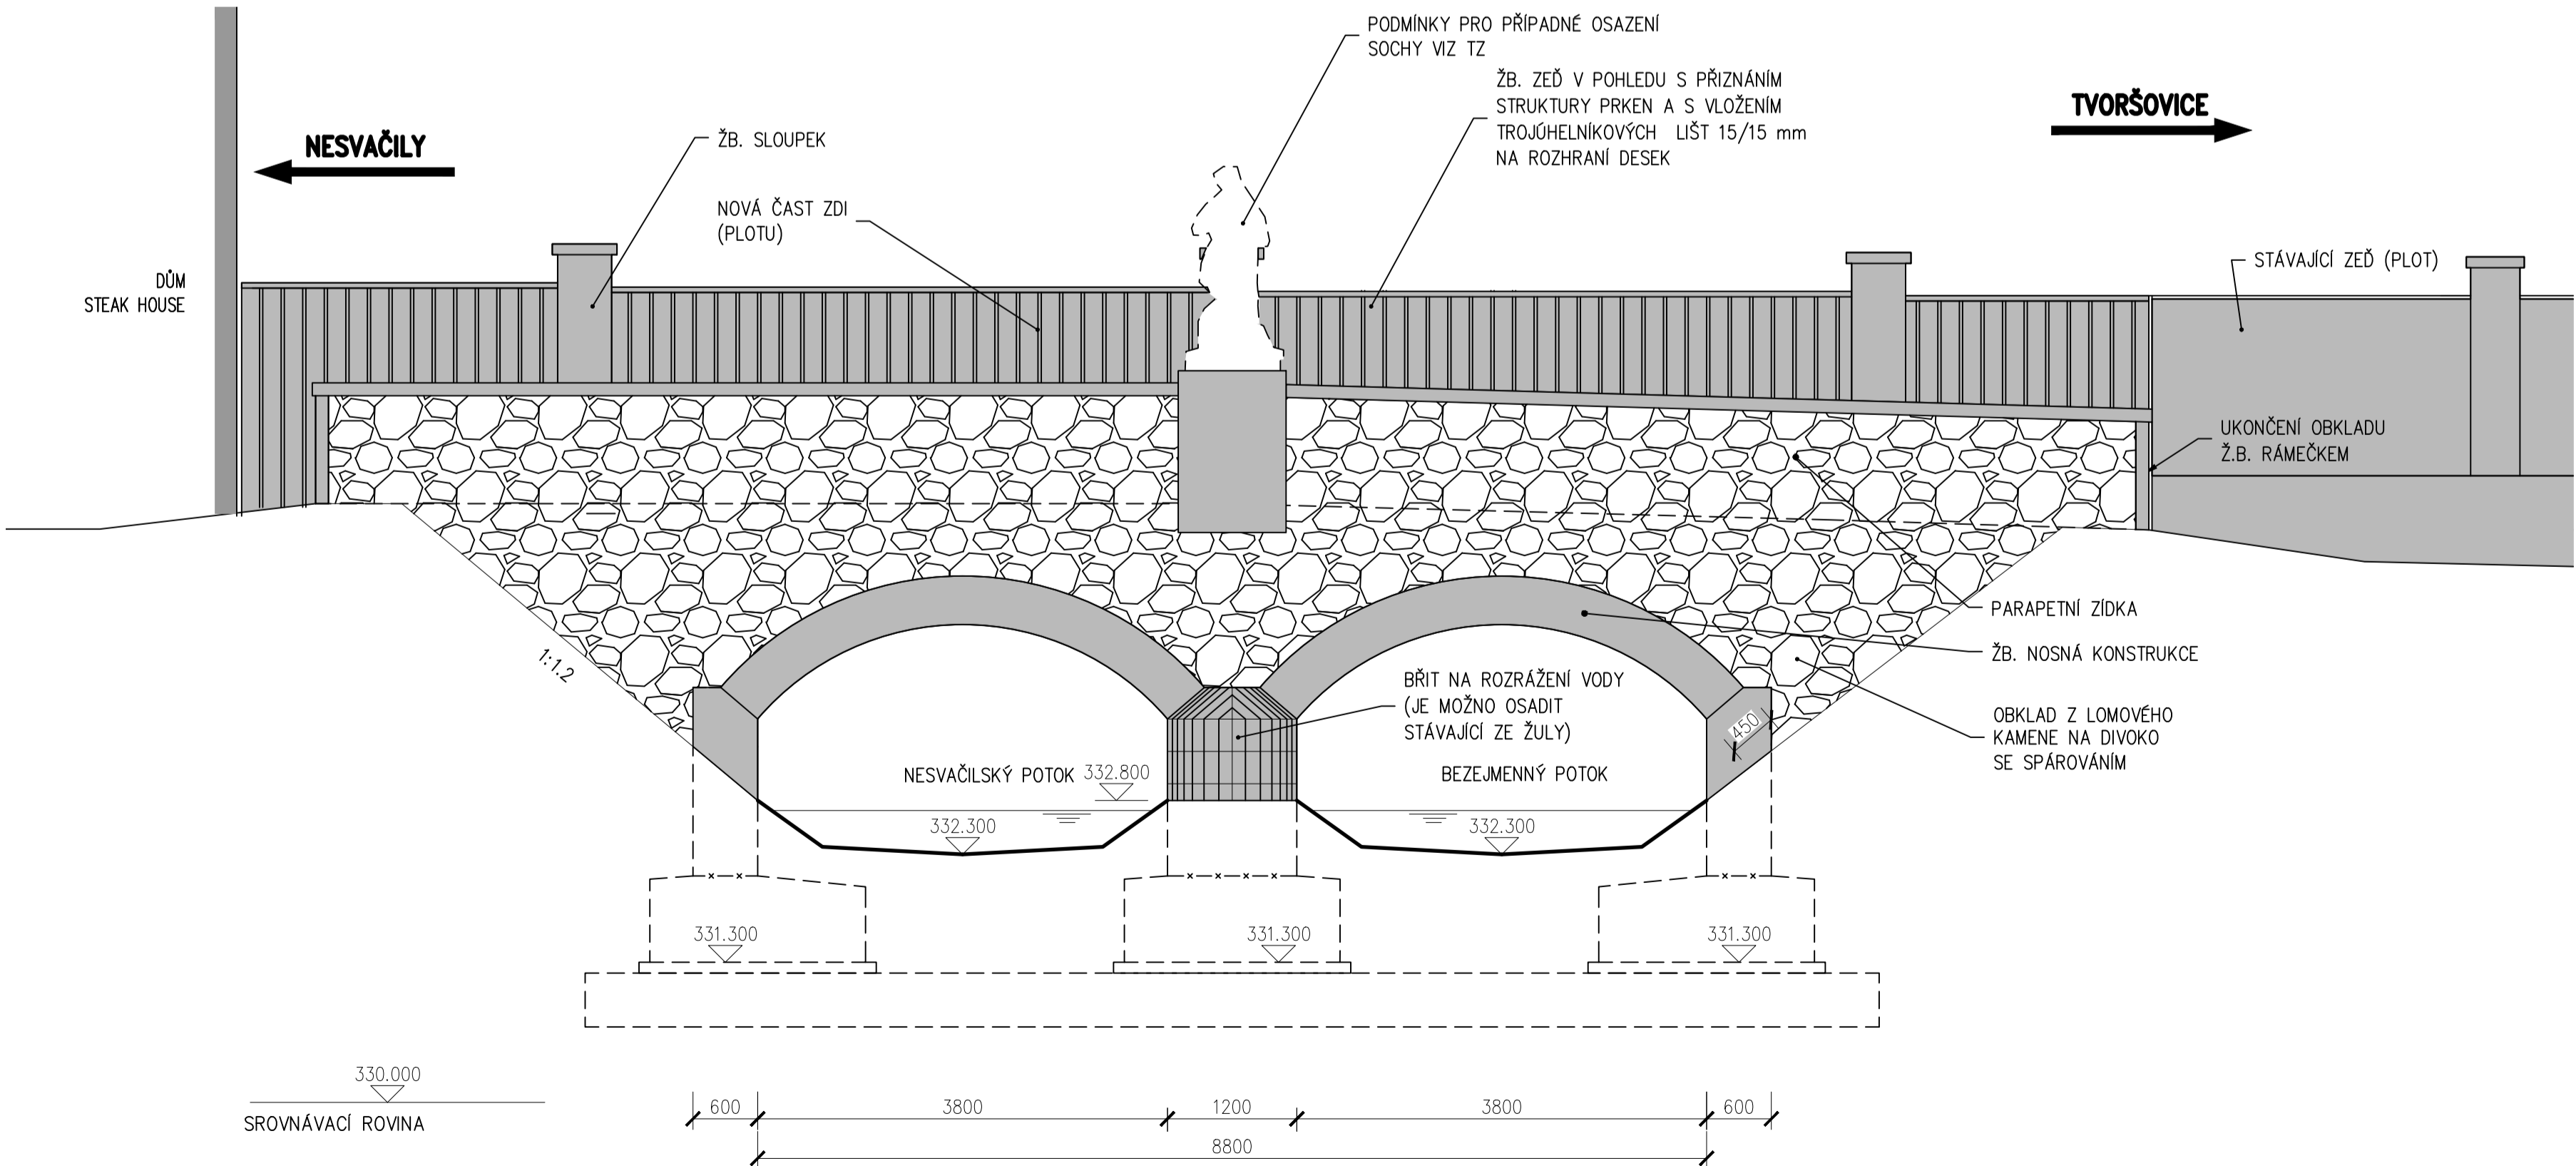 PODMÍNKY PRO PŘÍPADNÉ OSAZENÍ
SOCHY VIZ TZ
ŽB. ZEĎ V POHLEDU S PŘIZNÁNÍM
STRUKTURY PRKEN A S VLOŽENÍM
TROJÚHELNÍKOVÝCH LIŠT 15/15 mm
NA ROZHRANÍ DESEK
TVORŠOVICE
NESVAČILY
ŽB. SLOUPEK
NOVÁ ČAST ZDI
(PLOTU)
STÁVAJÍCÍ ZEĎ (PLOT)
DŮM
STEAK HOUSE
UKONČENÍ OBKLADU
Ž.B. RÁMEČKEM
PARAPETNÍ ZÍDKA
ŽB. NOSNÁ KONSTRUKCE
1:1.2
BŘIT NA ROZRÁŽENÍ VODY
(JE MOŽNO OSADIT
STÁVAJÍCÍ ZE ŽULY)
450
OBKLAD Z LOMOVÉHO
KAMENE NA DIVOKO
SE SPÁROVÁNÍM
NESVAČILSKÝ POTOK
332.800
BEZEJMENNÝ POTOK
332.300
332.300
331.300
331.300
331.300
330.000
SROVNÁVACÍ ROVINA
600
3800
1200
3800
600
8800